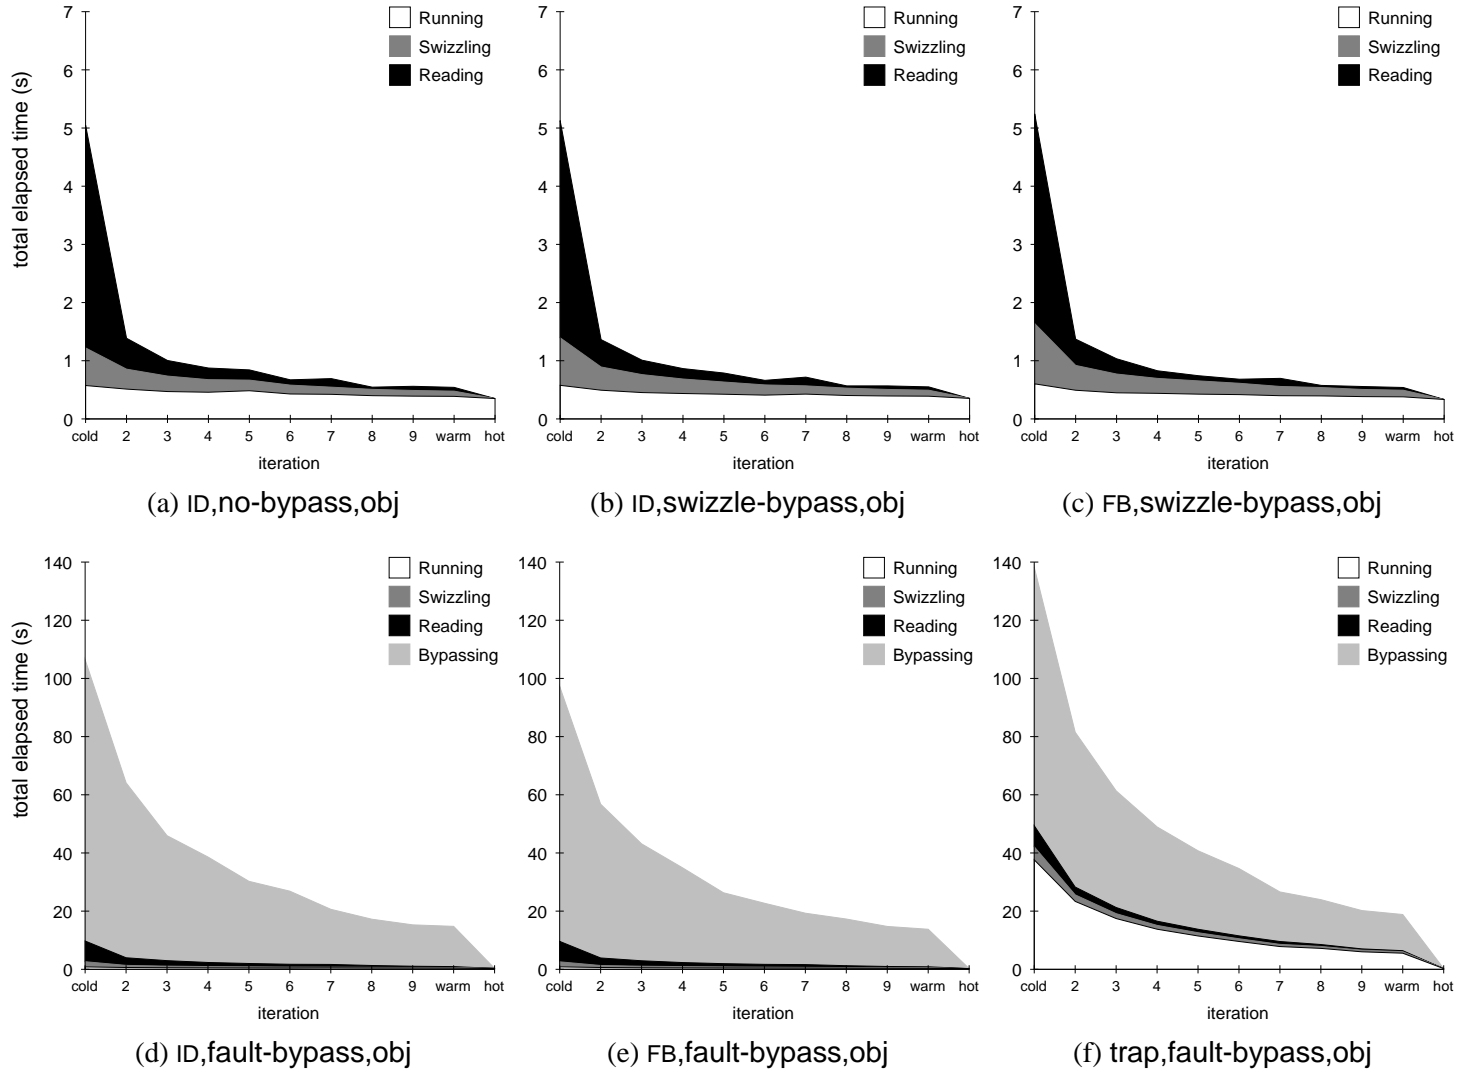 total elapsed time (s)
7
6
5
4
3
2
1
0
Running
Swizzling
Reading
cold 2 3 4 5 6 7 8 9 warm hot
iteration
(a) ID,no-bypass,obj
7
6
5
4
3
2
1
0
Running
Swizzling
Reading
cold 2 3 4 5 6 7 8 9 warm hot
iteration
(b) ID,swizzle-bypass,obj
7
6
5
4
3
2
1
0
Running
Swizzling
Reading
cold 2 3 4 5 6 7 8 9 warm hot
iteration
(c) FB,swizzle-bypass,obj
total elapsed time (s)
140
120
100
80
60
40
20
0
Running
Swizzling
Reading
Bypassing
cold 2 3 4 5 6 7 8 9 warm hot
iteration
(d) ID,fault-bypass,obj
140
120
100
80
60
40
20
0
Running
Swizzling
Reading
Bypassing
cold 2 3 4 5 6 7 8 9 warm hot
iteration
(e) FB,fault-bypass,obj
140
120
100
80
60
40
20
0
Running
Swizzling
Reading
Bypassing
cold 2 3 4 5 6 7 8 9 warm hot
iteration
(f) trap,fault-bypass,obj